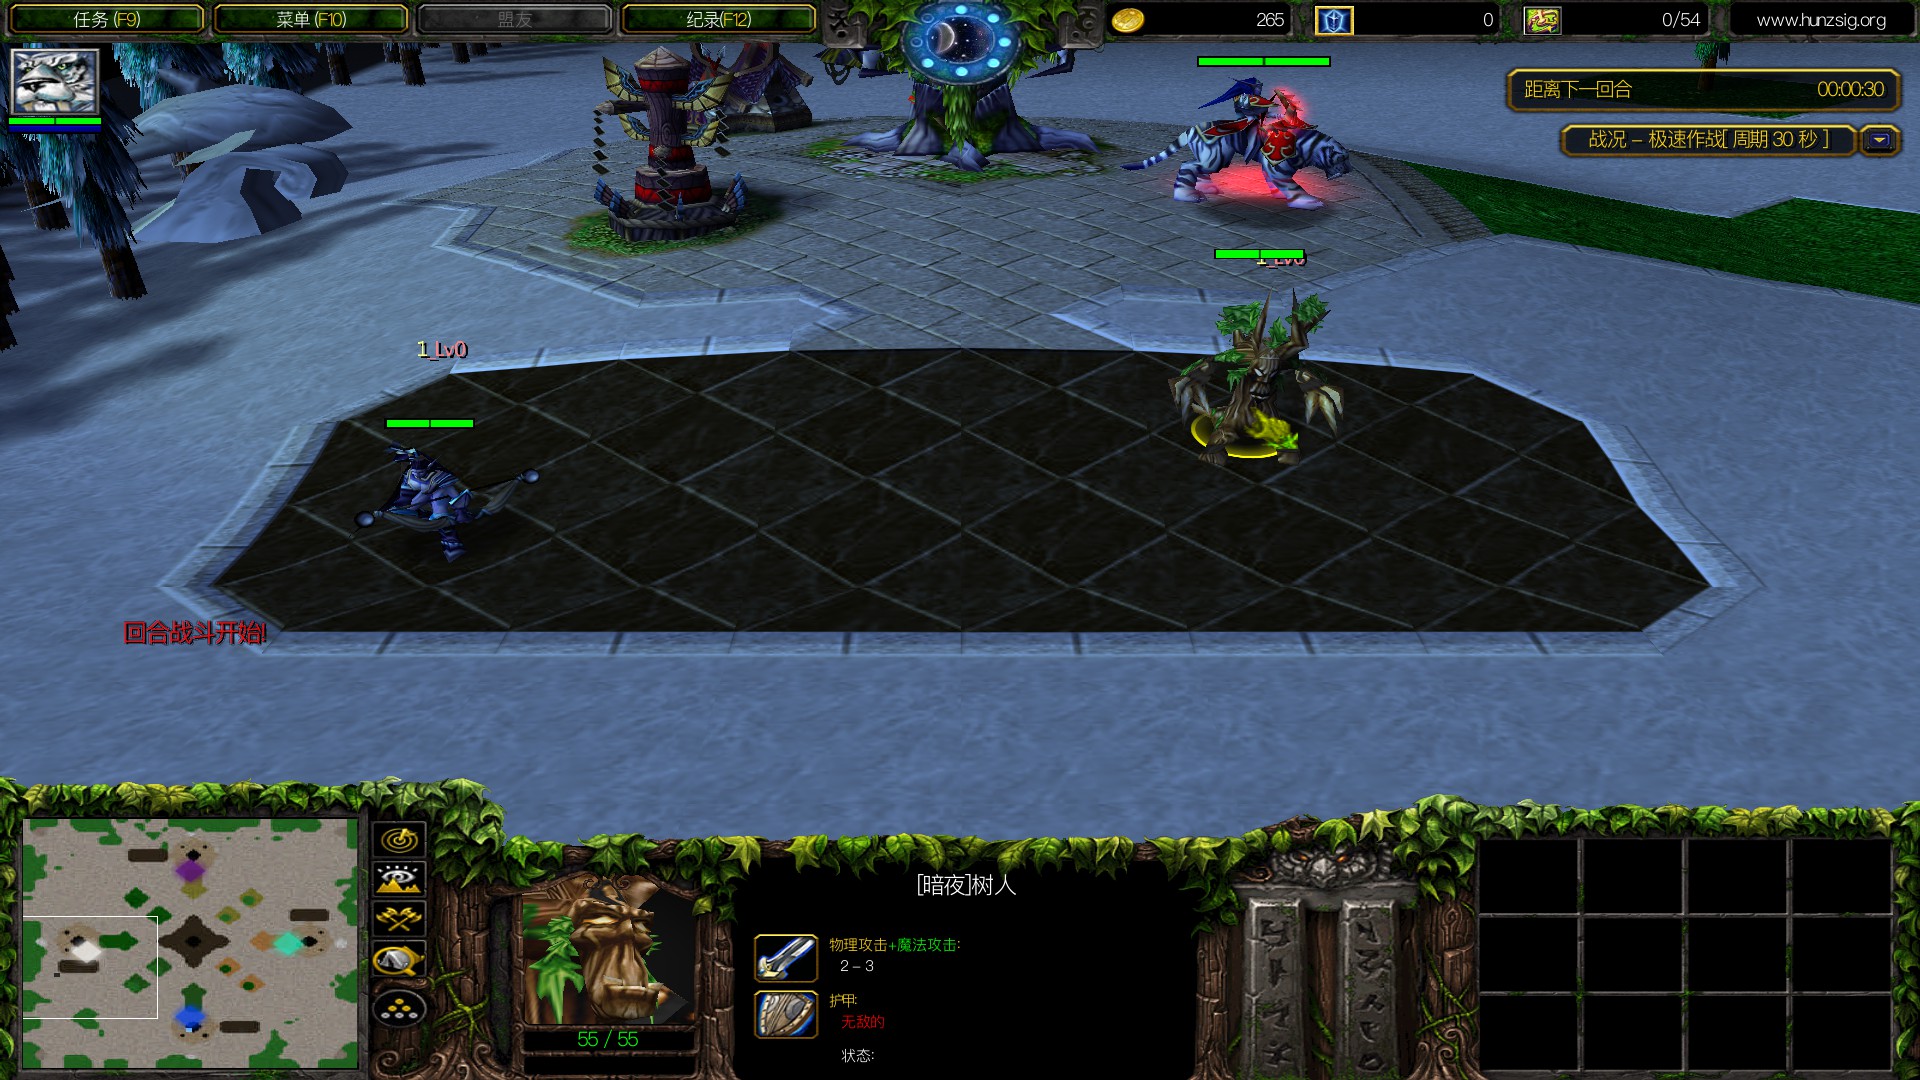 任务 (F9)
菜单 (F10)
盟友
纪录(F12)
265
0
0/54
www.hunzsig.org
距离下一回合 00:00:30
战况 – 极速作战[ 周期 30 秒 ]
1_Lv0
1_Lv0
回合战斗开始!
[暗夜]树人
物理攻击+魔法攻击:
2 – 3
护甲:
无敌的
状态:
55 / 55